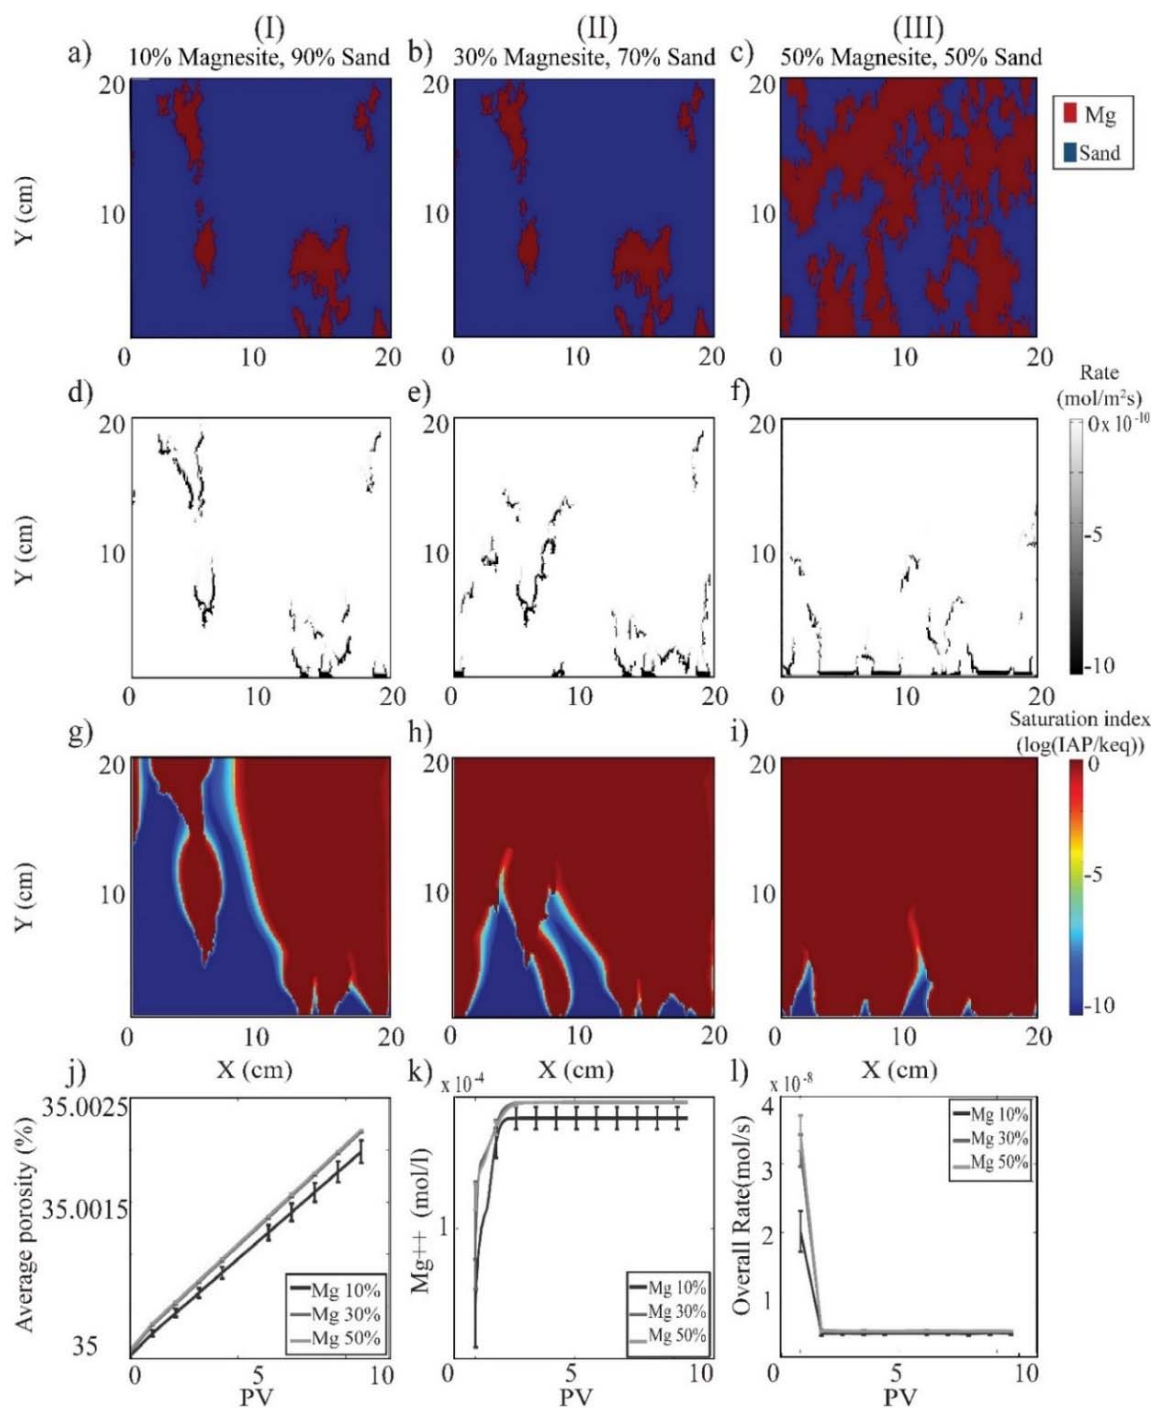 (I) (II) (III)
a) 10% Magnesite, 90% Sand b) 30% Magnesite, 70% Sand c) 50% Magnesite, 50% Sand
20 20 20
Mg
Sand
Y (cm)
10 10 10
0 10 20 0 10 20 0 10 20
d) e) f)
Rate
(mol/m²s)
20 20 20
0 x 10⁻¹⁰
Y (cm)
-5
10 10 10
-10
0 10 20 0 10 20 0 10 20
g) h) i)
Saturation index
(log(IAP/keq))
20 20 20
0
Y (cm)
-5
10 10 10
-10
0 10 20 0 10 20 0 10 20
j) X (cm) k) X (cm) l)
x 10⁻⁴ x 10⁻⁸
35.0025
35.0015
35
Average porosity (%)
Mg 10%
Mg 30%
Mg 50%
5 10
PV
Mg++ (mol/l)
1
Mg 10%
Mg 30%
Mg 50%
5 10
PV
Overall Rate(mol/s)
4
3
2
1
Mg 10%
Mg 30%
Mg 50%
0 5 10
PV